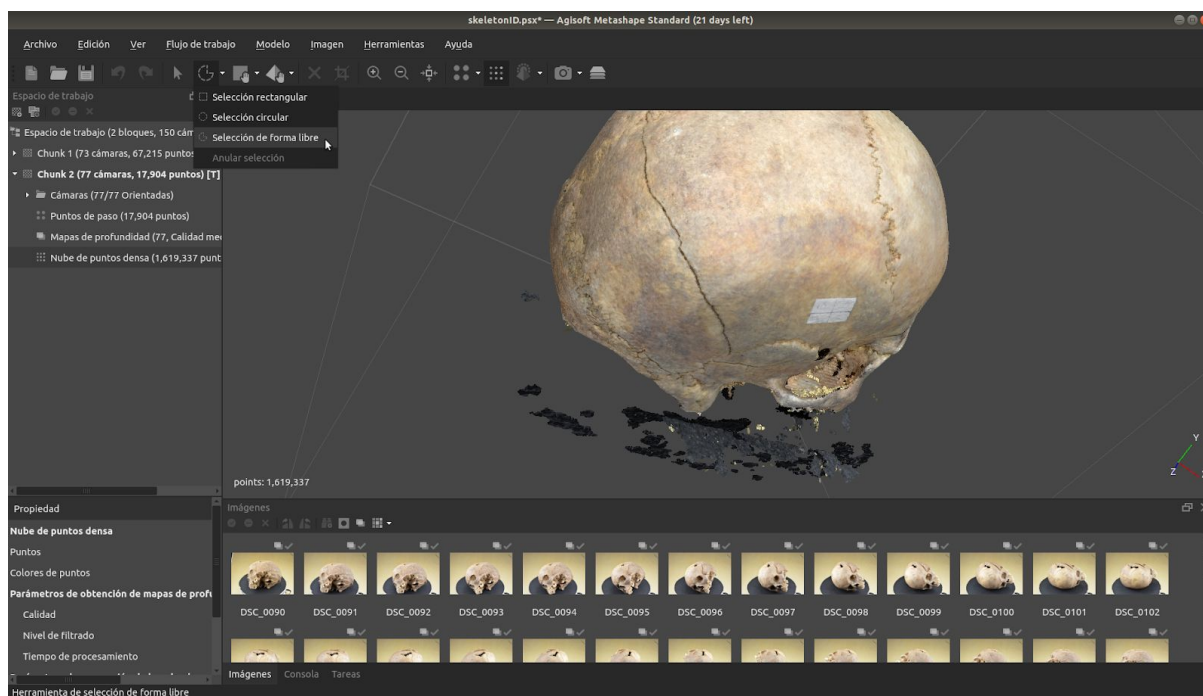 skeletonID.psx* — Agisoft Metashape Standard (21 days left)
Archivo Edición Ver Flujo de trabajo Modelo Imagen Herramientas Ayuda
Espacio de trabajo
Selección rectangular
Selección circular
Selección de forma libre
Anular selección
Espacio de trabajo (2 bloques, 150 cám
Chunk 1 (73 cámaras, 67,215 puntos
Chunk 2 (77 cámaras, 17,904 puntos) [T]
Cámaras (77/77 Orientadas)
Puntos de paso (17,904 puntos)
Mapas de profundidad (77, Calidad me
Nube de puntos densa (1,619,337 punt
points: 1,619,337
Y
Z
Propiedad
Nube de puntos densa
Puntos
Colores de puntos
Parámetros de obtención de mapas de profu
Calidad
Nivel de filtrado
Tiempo de procesamiento
Imágenes
DSC_0090 DSC_0091 DSC_0092 DSC_0093 DSC_0094 DSC_0095 DSC_0096 DSC_0097 DSC_0098 DSC_0099 DSC_0100 DSC_0101 DSC_0102
Imágenes Consola Tareas
Herramienta de selección de forma libre